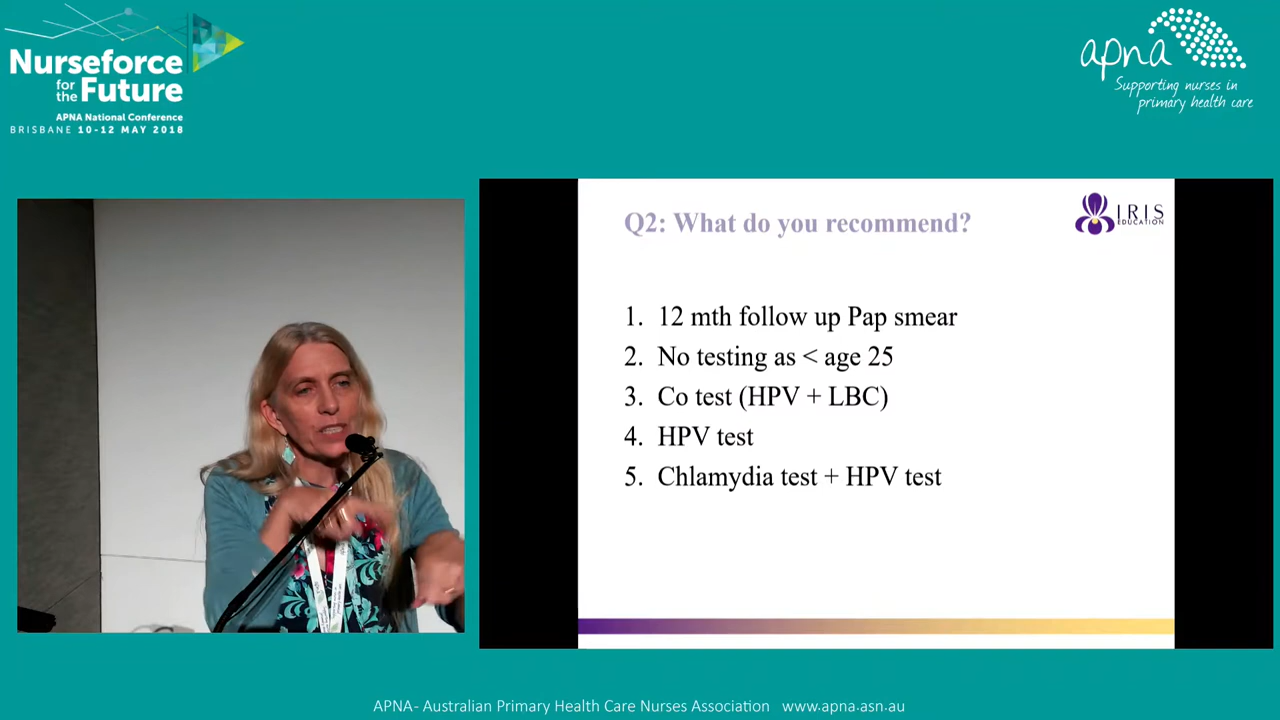 Nurseforce
for the Future
APNA National Conference
BRISBANE 10-12 MAY 2018
apna
Supporting nurses in
primary health care
Q2: What do you recommend?
IRIS
EDUCATION
1. 12 mth follow up Pap smear
2. No testing as < age 25
3. Co test (HPV + LBC)
4. HPV test
5. Chlamydia test + HPV test
APNA- Australian Primary Health Care Nurses Association www.apna.asn.au